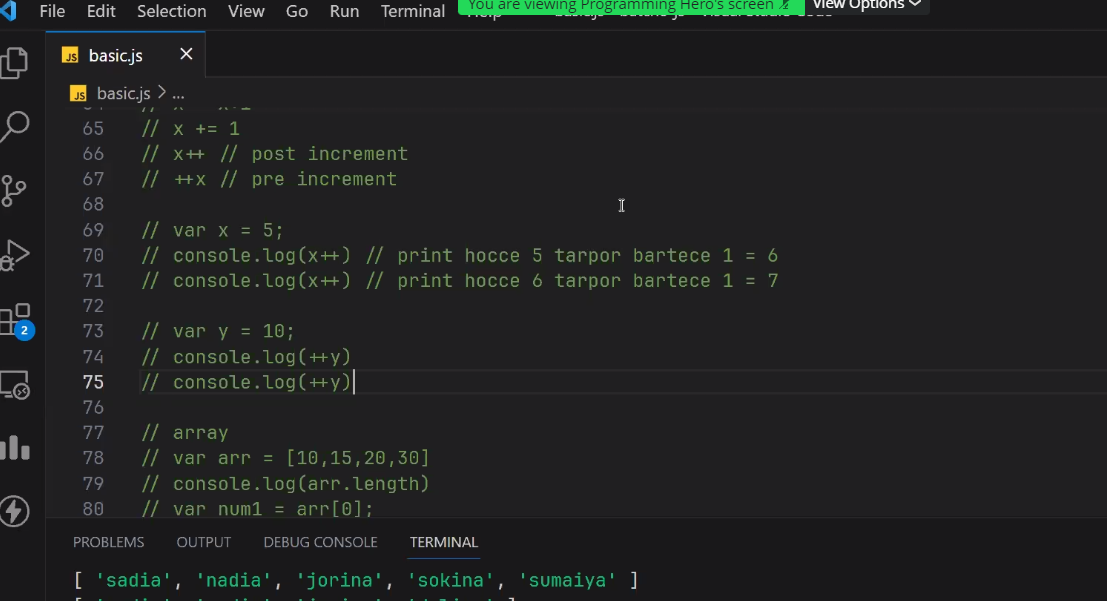 File Edit Selection View Go Run Terminal Help
You are viewing Programming Hero's screen View Options
JS basic.js
JS basic.js > ...
65 // x += 1
66 // x++ // post increment
67 // ++x // pre increment
68
69 // var x = 5;
70 // console.log(x++) // print hocce 5 tarpor bartece 1 = 6
71 // console.log(x++) // print hocce 6 tarpor bartece 1 = 7
72
73 // var y = 10;
74 // console.log(++y)
75 // console.log(++y)
76
77 // array
78 // var arr = [10,15,20,30]
79 // console.log(arr.length)
80 // var num1 = arr[0];
2
PROBLEMS OUTPUT DEBUG CONSOLE TERMINAL
[ 'sadia', 'nadia', 'jorina', 'sokina', 'sumaiya' ]